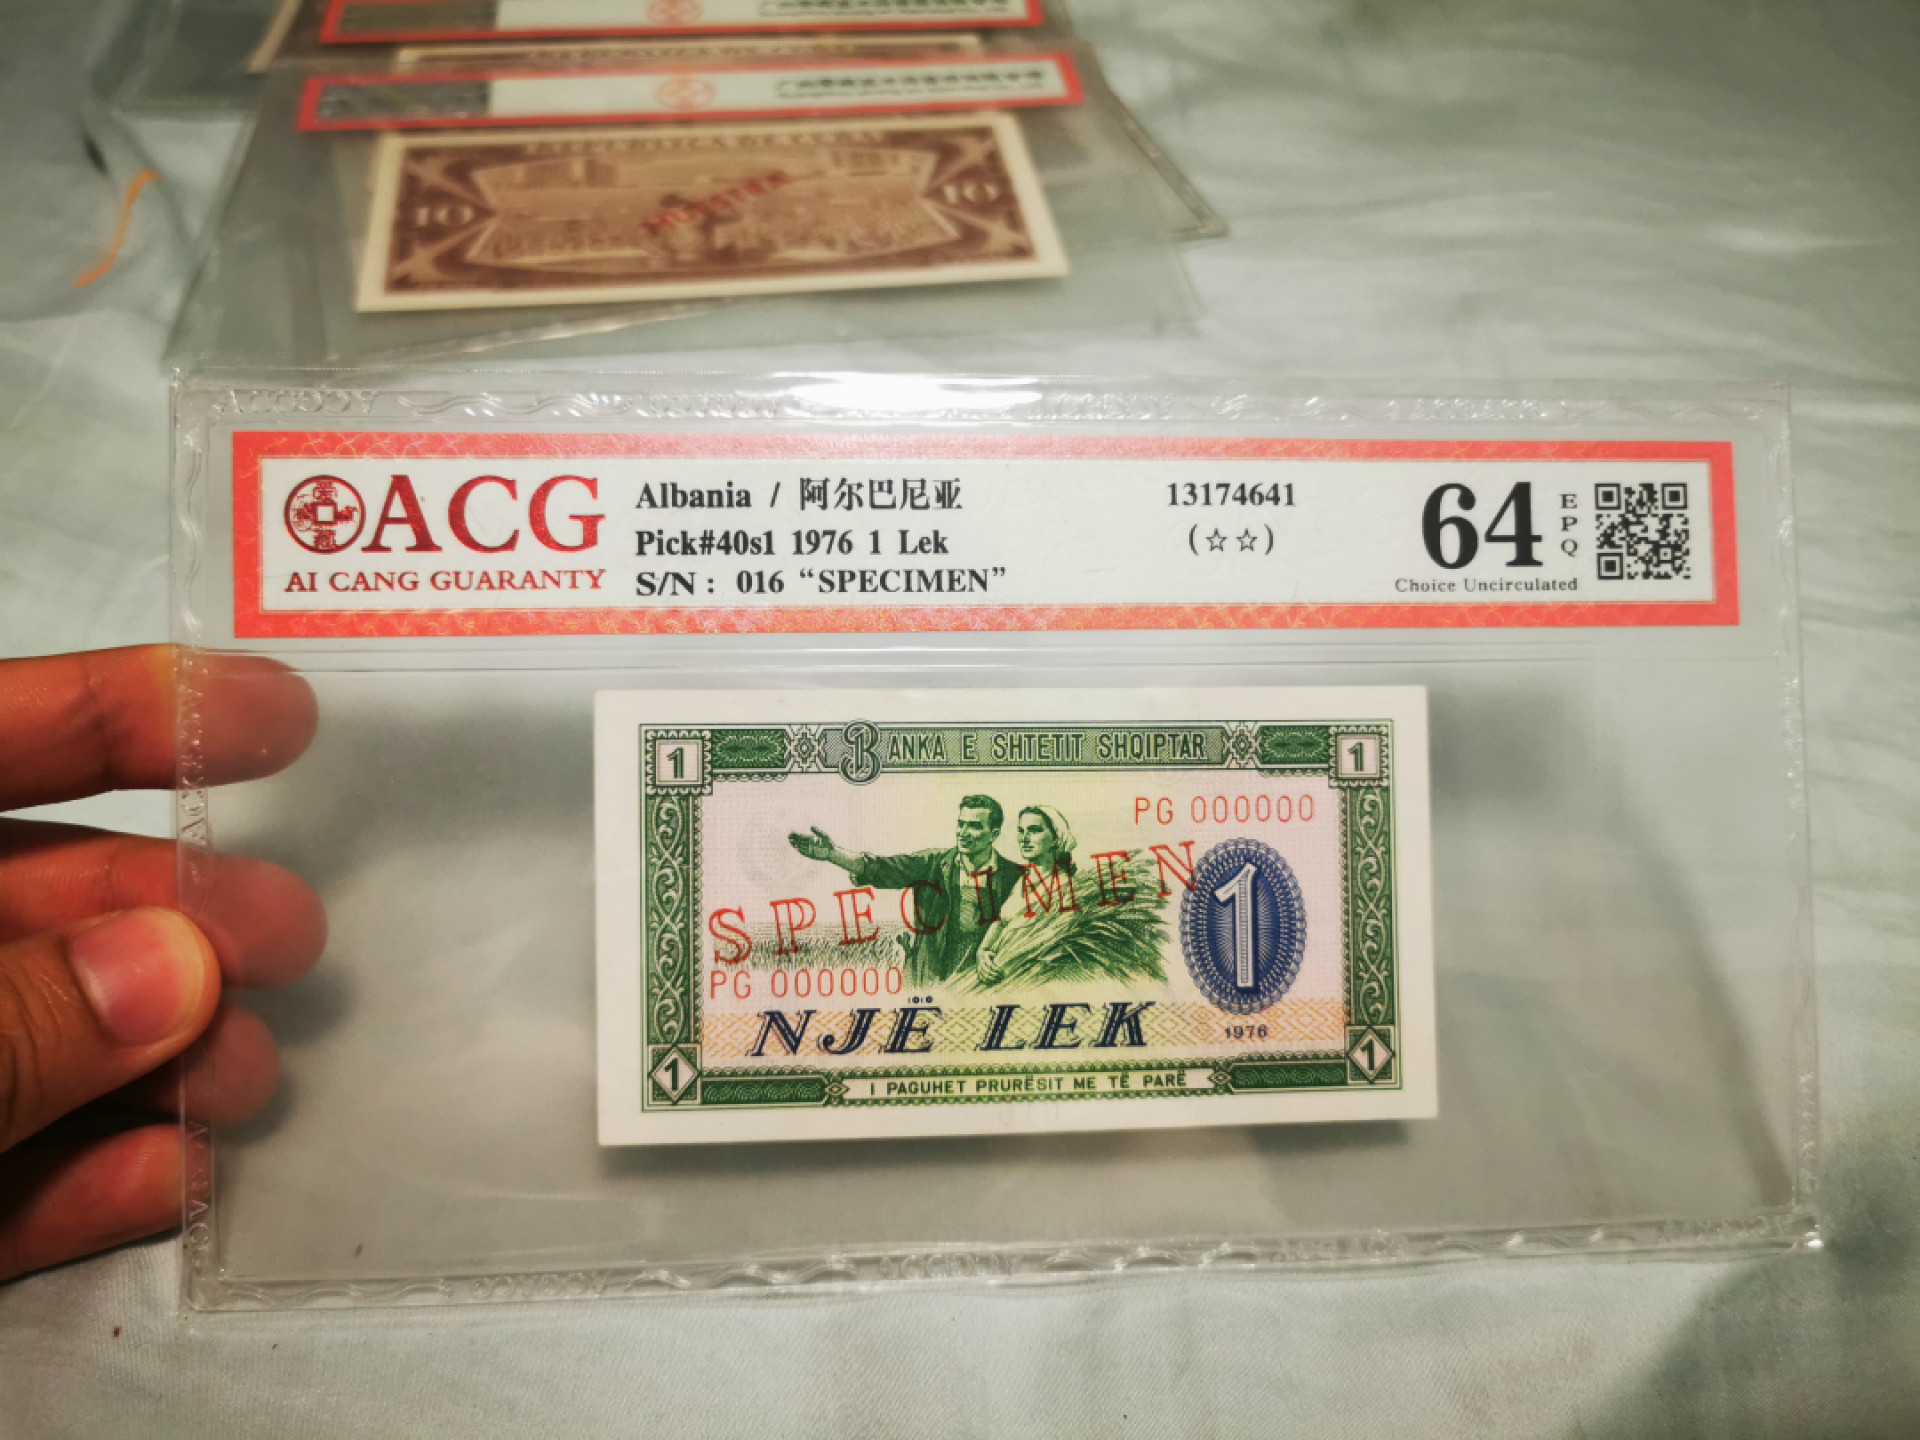 10
10
ACG
AI CANG GUARANTY
Albania / 阿尔巴尼亚
Pick#40s1 1976 1 Lek
S/N: 016 “SPECIMEN”
13174641
(☆☆)
64
EPQ
Choice Uncirculated
1
BANKA E SHTETIT SHQIPTAR
1
PG 000000
SPECIMEN
1
PG 000000
NJË LEK
1976
1
I PAGUHET PRURËSIT ME TË PARË
1